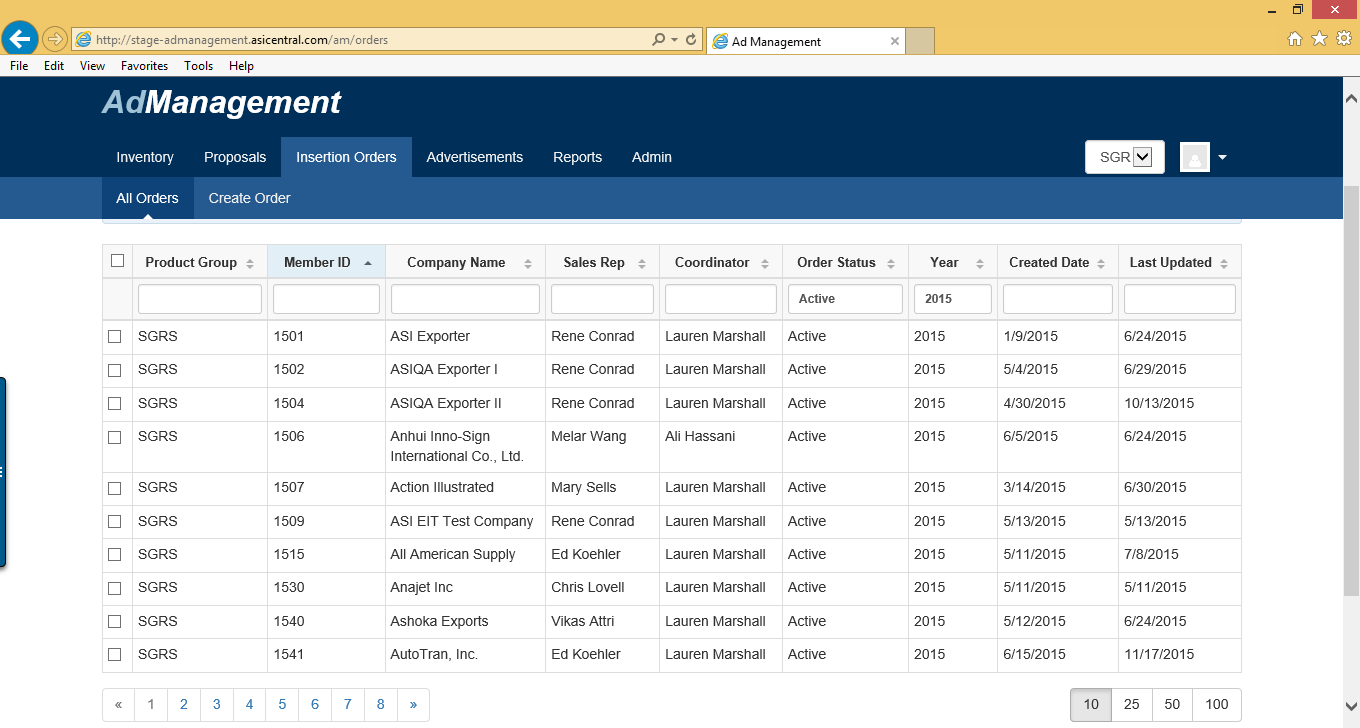 http://stage-admanagement.asicentral.com/am/orders
Ad Management
File Edit View Favorites Tools Help
AdManagement
Inventory Proposals Insertion Orders Advertisements Reports Admin SGR
All Orders Create Order
Product Group Member ID Company Name Sales Rep Coordinator Order Status Year Created Date Last Updated
Active 2015
SGRS 1501 ASI Exporter Rene Conrad Lauren Marshall Active 2015 1/9/2015 6/24/2015
SGRS 1502 ASIQA Exporter I Rene Conrad Lauren Marshall Active 2015 5/4/2015 6/29/2015
SGRS 1504 ASIQA Exporter II Rene Conrad Lauren Marshall Active 2015 4/30/2015 10/13/2015
SGRS 1506 Anhui Inno-Sign Melar Wang Ali Hassani Active 2015 6/5/2015 6/24/2015
International Co., Ltd.
SGRS 1507 Action Illustrated Mary Sells Lauren Marshall Active 2015 3/14/2015 6/30/2015
SGRS 1509 ASI EIT Test Company Rene Conrad Lauren Marshall Active 2015 5/13/2015 5/13/2015
SGRS 1515 All American Supply Ed Koehler Lauren Marshall Active 2015 5/11/2015 7/8/2015
SGRS 1530 Anajet Inc Chris Lovell Lauren Marshall Active 2015 5/11/2015 5/11/2015
SGRS 1540 Ashoka Exports Vikas Attri Lauren Marshall Active 2015 5/12/2015 6/24/2015
SGRS 1541 AutoTran, Inc. Ed Koehler Lauren Marshall Active 2015 6/15/2015 11/17/2015
« 1 2 3 4 5 6 7 8 » 10 25 50 100